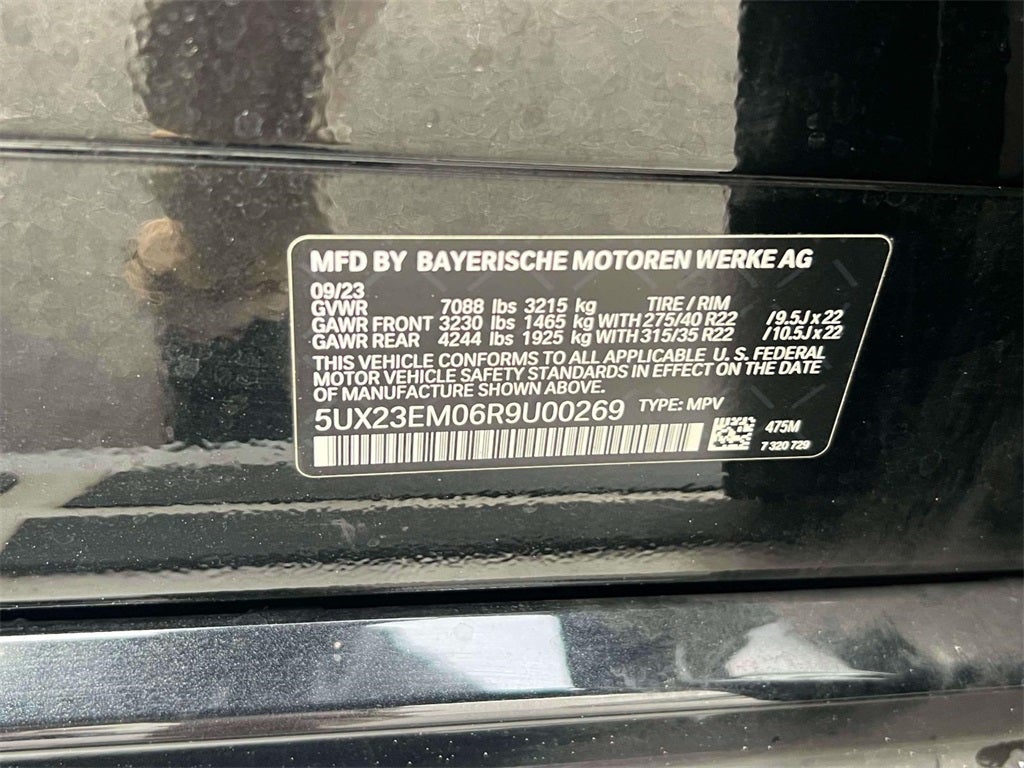 MFD BY BAYERISCHE MOTOREN WERKE AG
09/23
GVWR 7088 lbs 3215 kg TIRE / RIM
GAWR FRONT 3230 lbs 1465 kg WITH 275/40 R22 /9.5J x 22
GAWR REAR 4244 lbs 1925 kg WITH 315/35 R22 /10.5J x 22
THIS VEHICLE CONFORMS TO ALL APPLICABLE U. S. FEDERAL
MOTOR VEHICLE SAFETY STANDARDS IN EFFECT ON THE DATE
OF MANUFACTURE SHOWN ABOVE.
5UX23EM06R9U00269 TYPE: MPV
475M
7 320 729